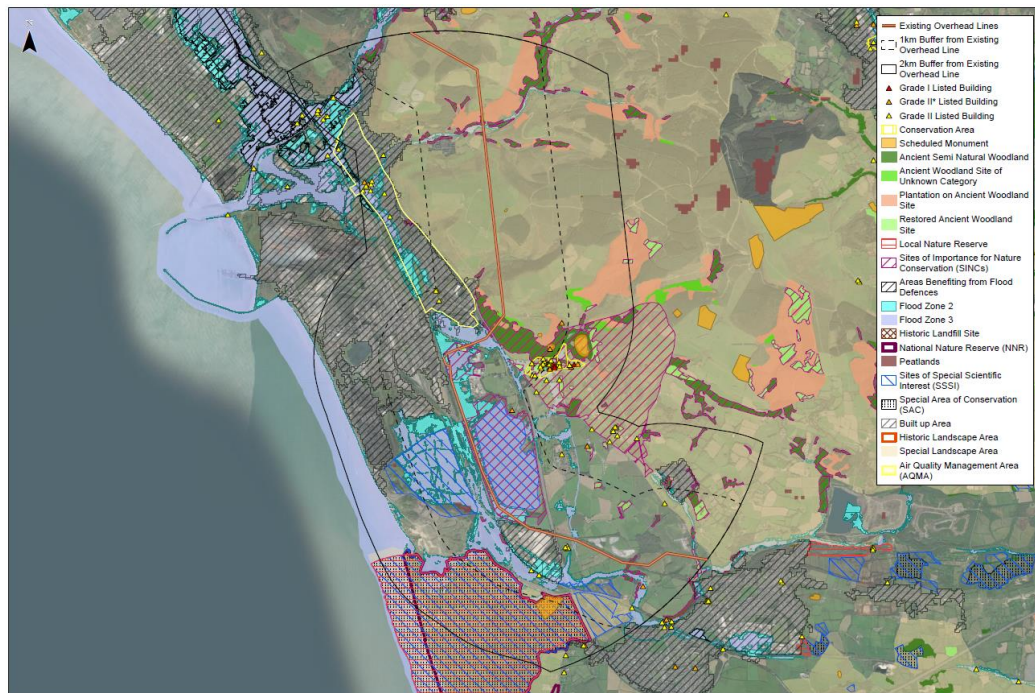 N
Existing Overhead Lines
1km Buffer from Existing
Overhead Line
2km Buffer from Existing
Overhead Line
Grade I Listed Building
Grade II* Listed Building
Grade II Listed Building
Conservation Area
Scheduled Monument
Ancient Semi Natural Woodland
Ancient Woodland Site of
Unknown Category
Plantation on Ancient Woodland
Site
Restored Ancient Woodland
Site
Local Nature Reserve
Sites of Importance for Nature
Conservation (SINCs)
Areas Benefiting from Flood
Defences
Flood Zone 2
Flood Zone 3
Historic Landfill Site
National Nature Reserve (NNR)
Peatlands
Sites of Special Scientific
Interest (SSSI)
Special Area of Conservation
(SAC)
Built up Area
Historic Landscape Area
Special Landscape Area
Air Quality Management Area
(AQMA)